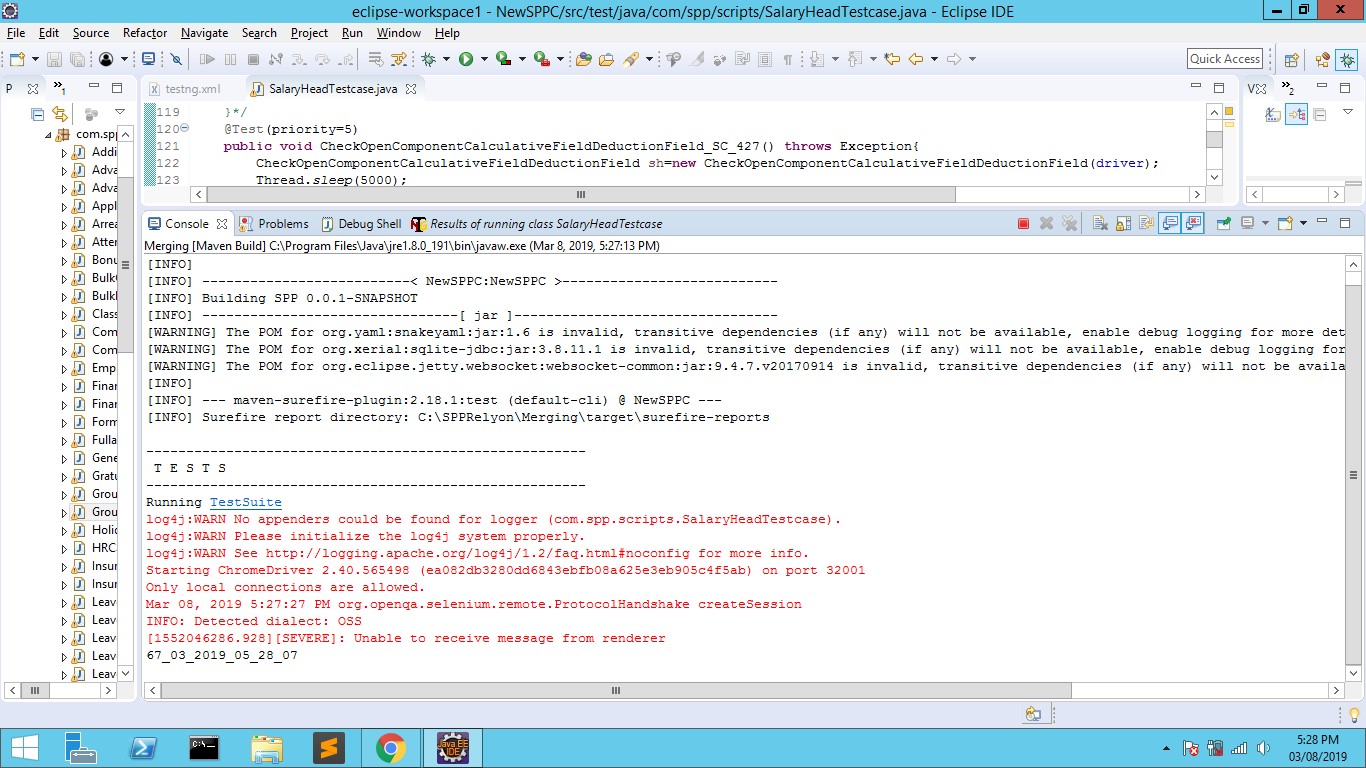 eclipse-workspace1 - NewSPPC/src/test/java/com/spp/scripts/SalaryHeadTestcase.java - Eclipse IDE
File Edit Source Refactor Navigate Search Project Run Window Help
Quick Access
P
1
testng.xml
SalaryHeadTestcase.java
V
2
com.spp
Addi
Adva
Adva
Appl
Arrea
Atter
Bonu
Bulk
Bulk
Class
Com
Com
Emp
Finar
Finar
Form
Fulla
Gene
Gratu
Grou
Grou
Holic
HRC
Insur
Insur
Leav
Leav
Leav
Leav
Leav
119 }*/
120 @Test(priority=5)
121 public void CheckOpenComponentCalculativeFieldDeductionField_SC_427() throws Exception{
122 CheckOpenComponentCalculativeFieldDeductionField sh=new CheckOpenComponentCalculativeFieldDeductionField(driver);
123 Thread.sleep(5000);
Console Problems Debug Shell Results of running class SalaryHeadTestcase
Merging [Maven Build] C:\Program Files\Java\jre1.8.0_191\bin\javaw.exe (Mar 8, 2019, 5:27:13 PM)
[INFO]
[INFO] --------------------------< NewSPPC:NewSPPC >---------------------------
[INFO] Building SPP 0.0.1-SNAPSHOT
[INFO] --------------------------------[ jar ]---------------------------------
[WARNING] The POM for org.yaml:snakeyaml:jar:1.6 is invalid, transitive dependencies (if any) will not be available, enable debug logging for more det
[WARNING] The POM for org.xerial:sqlite-jdbc:jar:3.8.11.1 is invalid, transitive dependencies (if any) will not be available, enable debug logging for
[WARNING] The POM for org.eclipse.jetty.websocket:websocket-common:jar:9.4.7.v20170914 is invalid, transitive dependencies (if any) will not be availa
[INFO]
[INFO] --- maven-surefire-plugin:2.18.1:test (default-cli) @ NewSPPC ---
[INFO] Surefire report directory: C:\SPPRelyon\Merging\target\surefire-reports
-------------------------------------------------------
T E S T S
-------------------------------------------------------
Running TestSuite
log4j:WARN No appenders could be found for logger (com.spp.scripts.SalaryHeadTestcase).
log4j:WARN Please initialize the log4j system properly.
log4j:WARN See http://logging.apache.org/log4j/1.2/faq.html#noconfig for more info.
Starting ChromeDriver 2.40.565498 (ea082db3280dd6843ebfb08a625e3eb905c4f5ab) on port 32001
Only local connections are allowed.
Mar 08, 2019 5:27:27 PM org.openqa.selenium.remote.ProtocolHandshake createSession
INFO: Detected dialect: OSS
[1552046286.928][SEVERE]: Unable to receive message from renderer
67_03_2019_05_28_07
Java EE
IDE
5:28 PM
03/08/2019